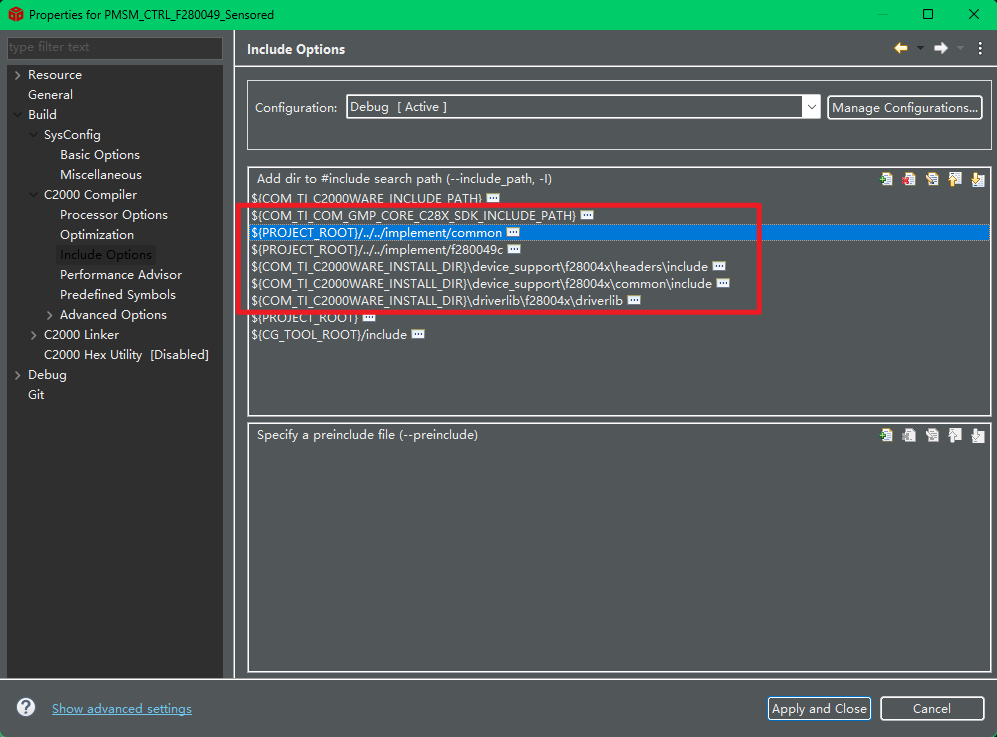 Properties for PMSM_CTRL_F280049_Sensored
type filter text
Resource
General
Build
SysConfig
Basic Options
Miscellaneous
C2000 Compiler
Processor Options
Optimization
Include Options
Performance Advisor
Predefined Symbols
Advanced Options
C2000 Linker
C2000 Hex Utility [Disabled]
Debug
Git
Include Options
Configuration: Debug [ Active ] Manage Configurations...
Add dir to #include search path (--include_path, -I)
${COM_TI_C2000WARE_INCLUDE_PATH}
${COM_TI_COM_GMP_CORE_C28X_SDK_INCLUDE_PATH}
${PROJECT_ROOT}/../../implement/common
${PROJECT_ROOT}/../../implement/f280049c
${COM_TI_C2000WARE_INSTALL_DIR}\device_support\f28004x\headers\include
${COM_TI_C2000WARE_INSTALL_DIR}\device_support\f28004x\common\include
${COM_TI_C2000WARE_INSTALL_DIR}\driverlib\f28004x\driverlib
${PROJECT_ROOT}
${CG_TOOL_ROOT}/include
Specify a preinclude file (--preinclude)
? Show advanced settings
Apply and Close Cancel